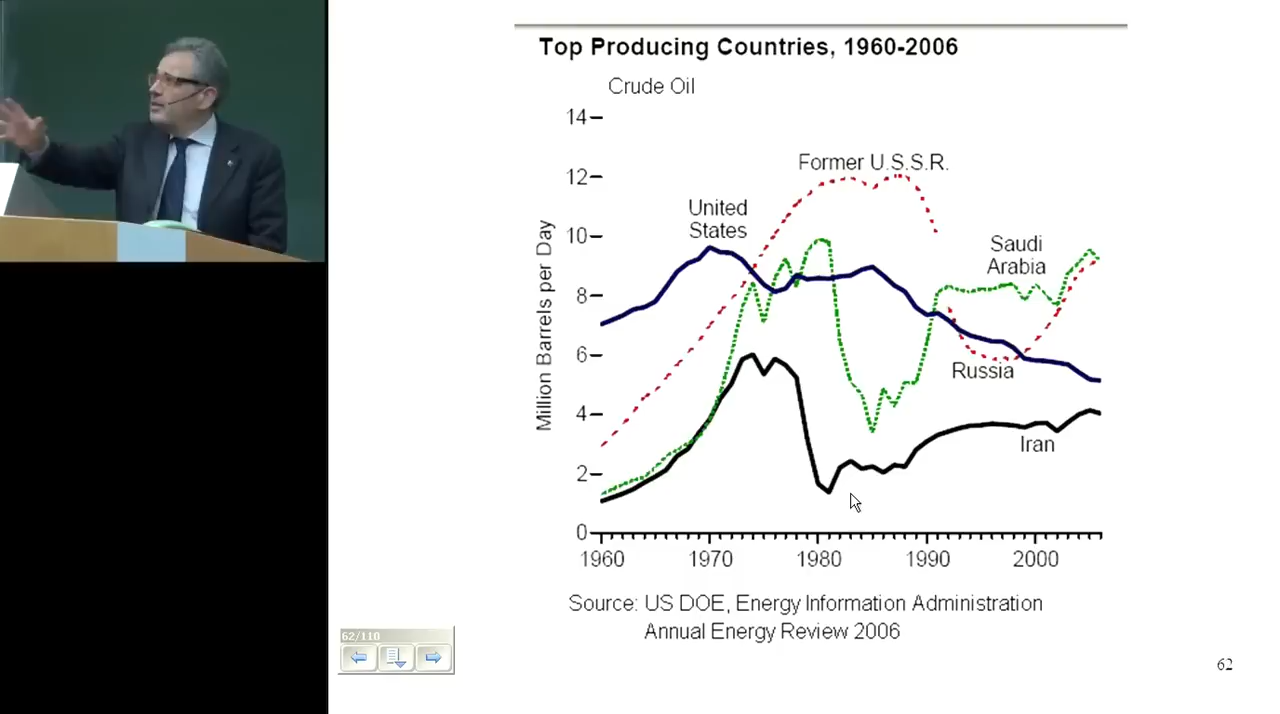 Top Producing Countries, 1960-2006
Crude Oil
14
12
10
8
6
4
2
0
Million Barrels per Day
Former U.S.S.R.
United
States
Saudi
Arabia
Russia
Iran
1960 1970 1980 1990 2000
Source: US DOE, Energy Information Administration
Annual Energy Review 2006
62/110
62